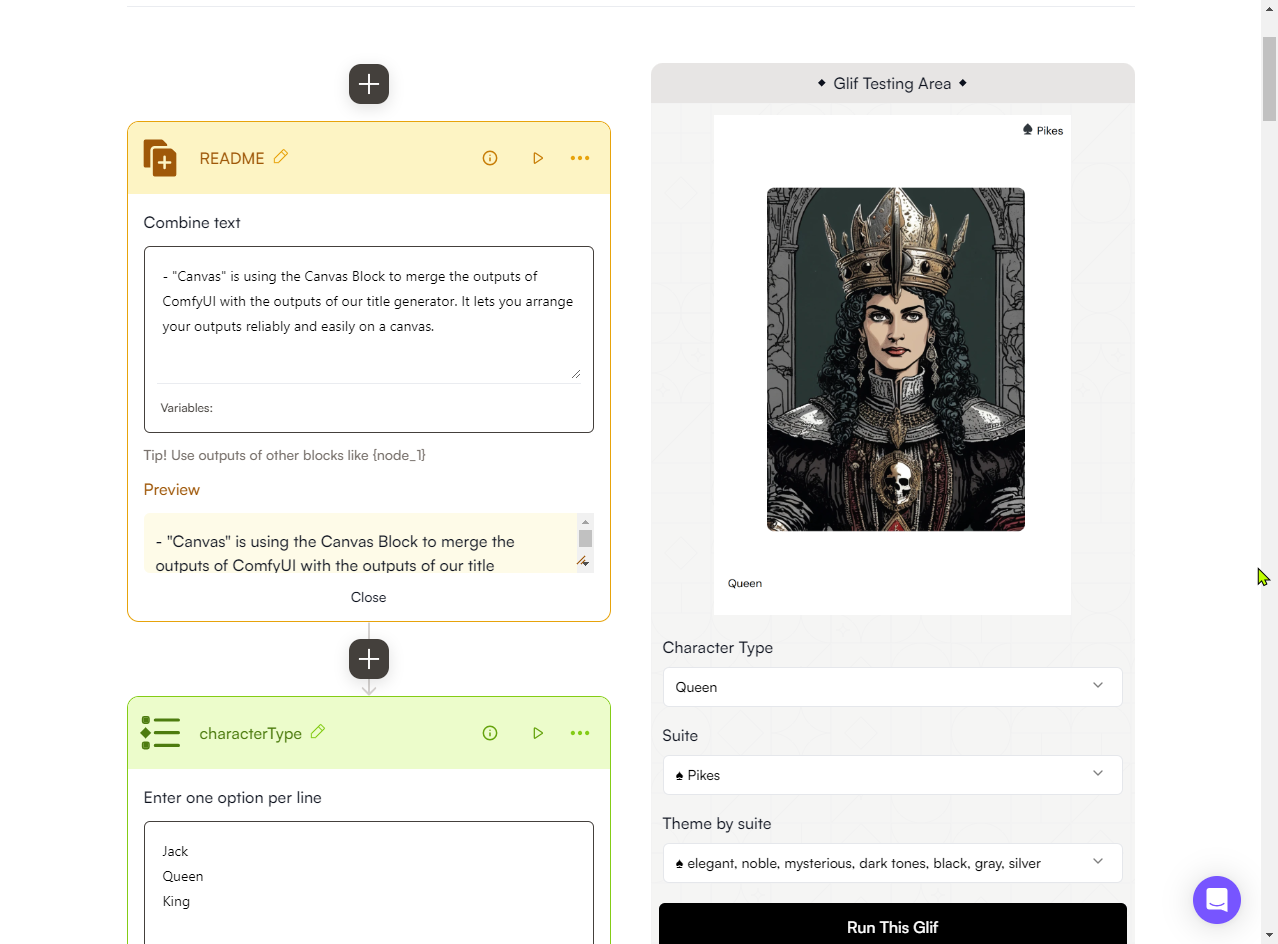 README
Combine text
- "Canvas" is using the Canvas Block to merge the outputs of
ComfyUI with the outputs of our title generator. It lets you arrange
your outputs reliably and easily on a canvas.
Variables:
Tip! Use outputs of other blocks like {node_1}
Preview
- "Canvas" is using the Canvas Block to merge the
outputs of ComfyUI with the outputs of our title
Close
characterType
Enter one option per line
Jack
Queen
King
◆ Glif Testing Area ◆
♠ Pikes
Queen
Character Type
Queen
Suite
♠ Pikes
Theme by suite
♠ elegant, noble, mysterious, dark tones, black, gray, silver
Run This Glif